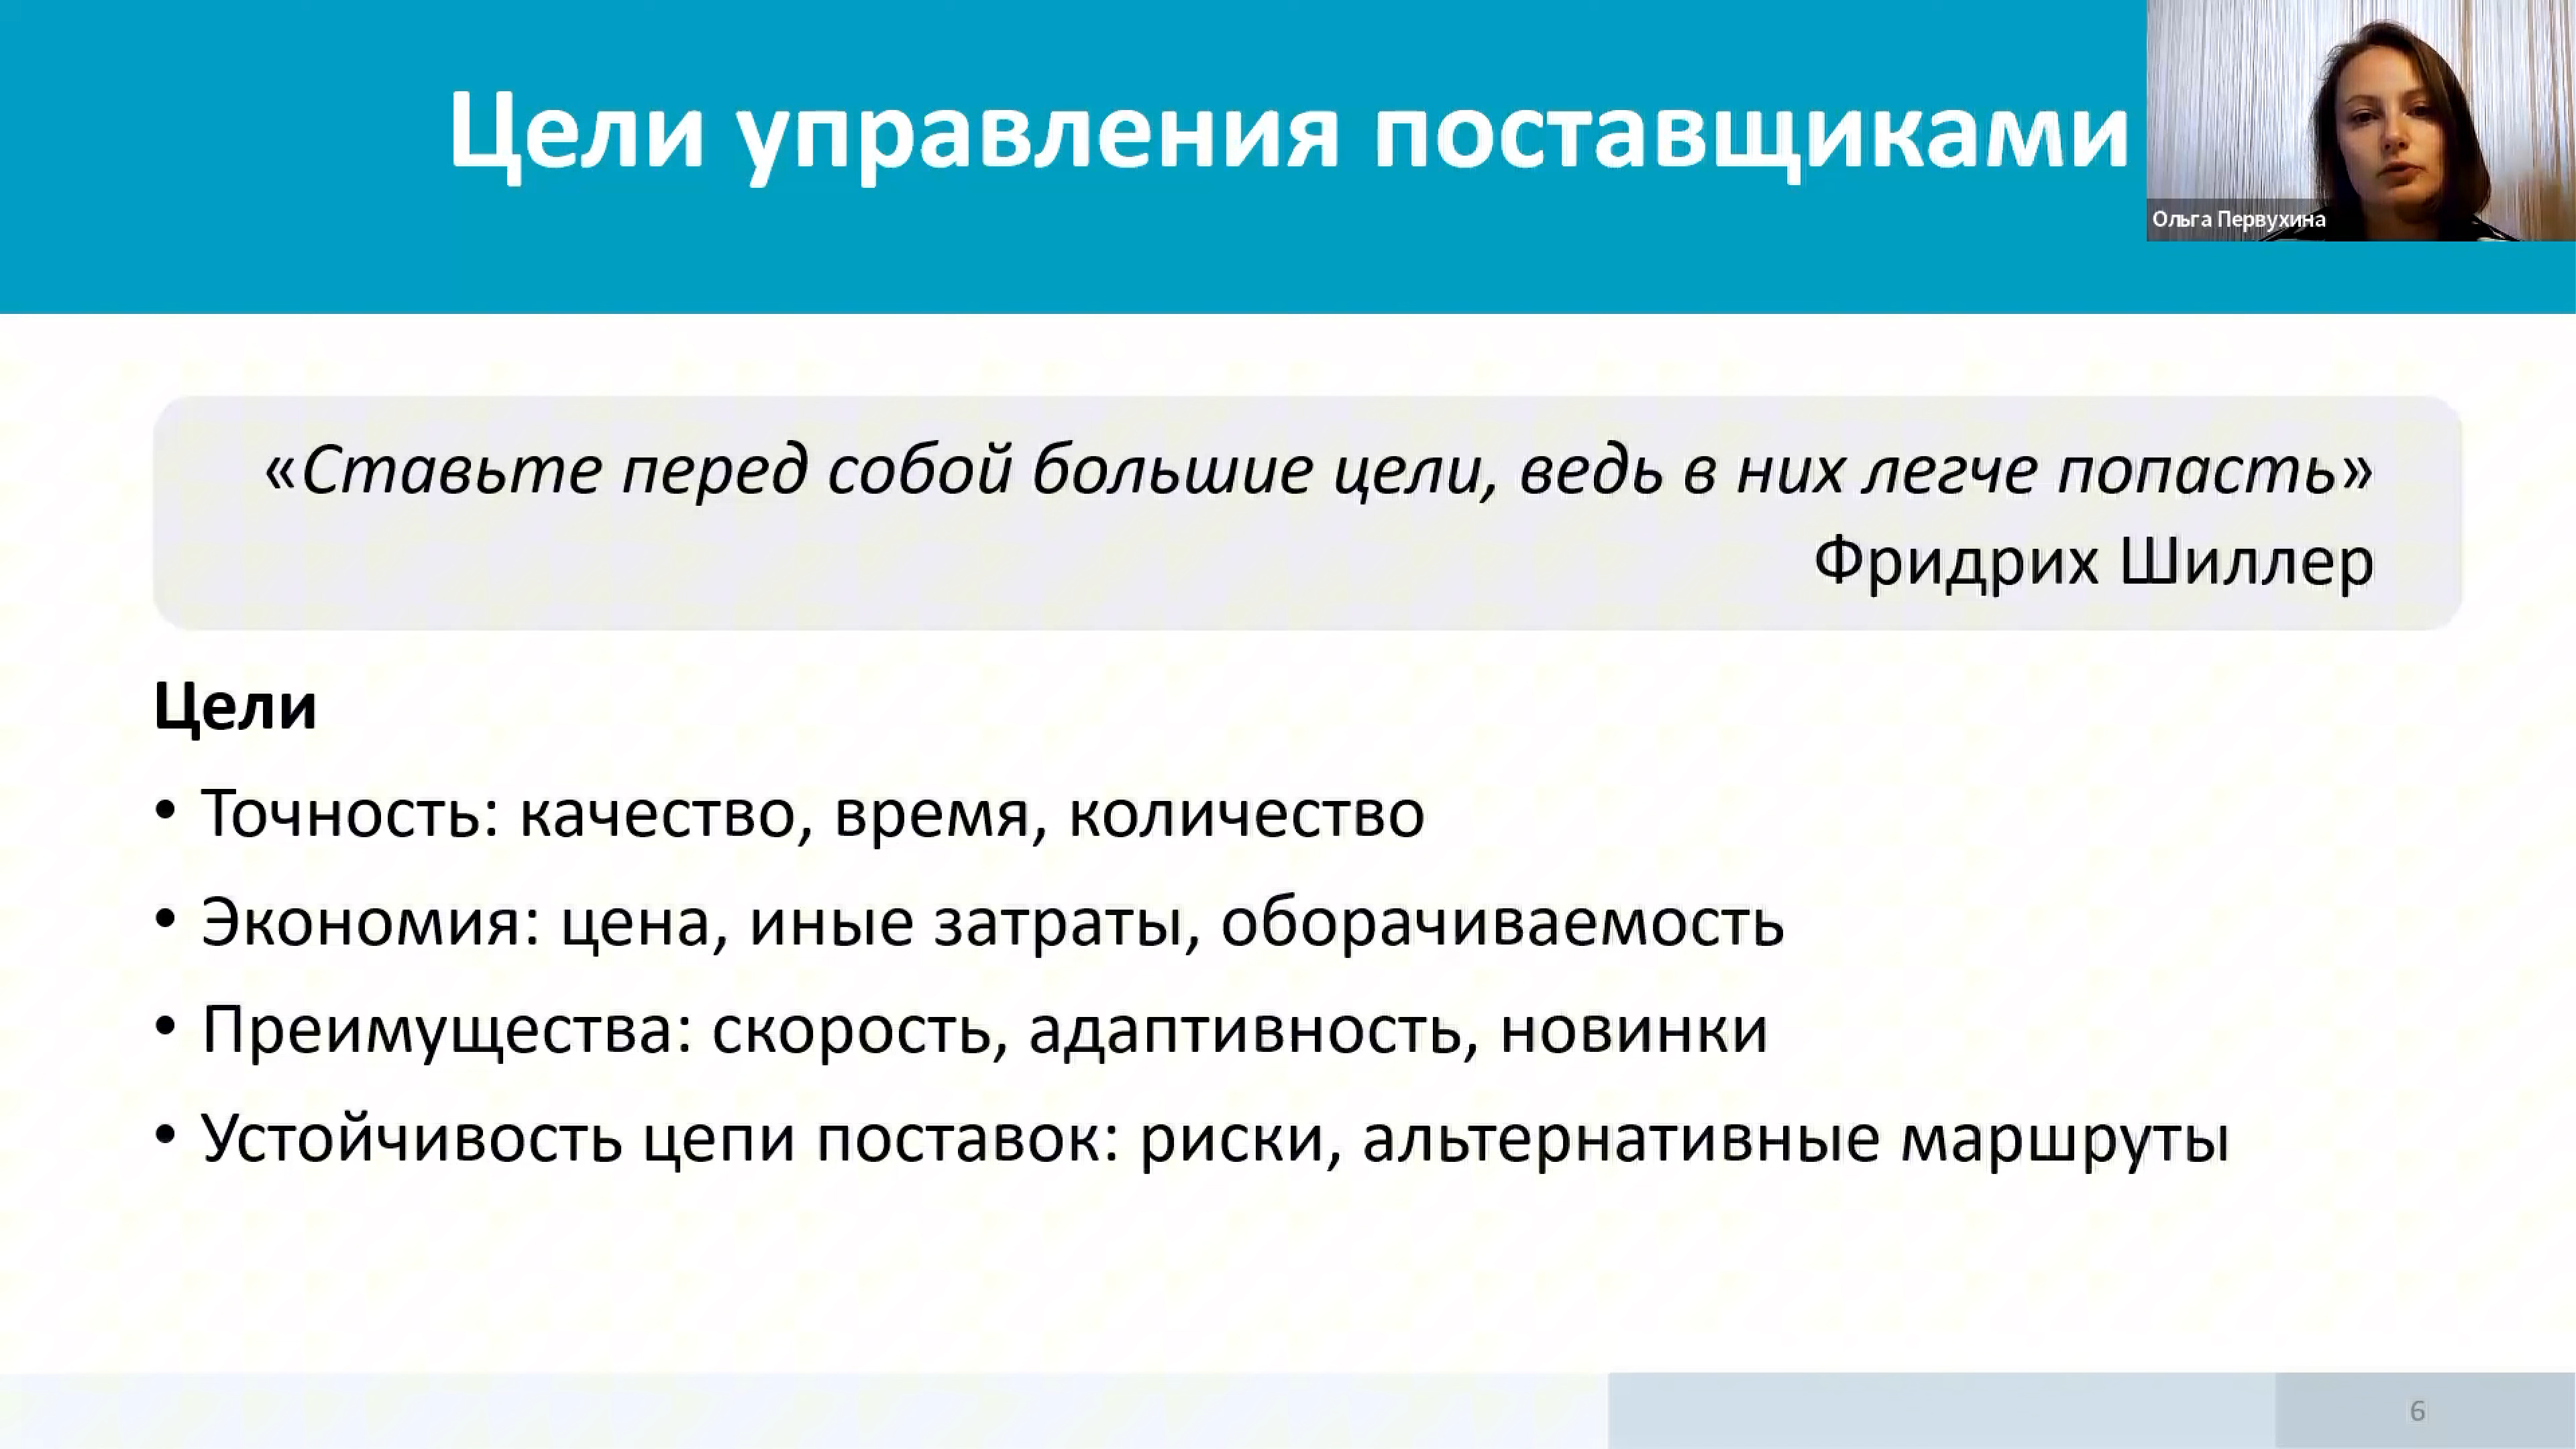 Цели управления поставщиками
Ольга Первухина
«Ставьте перед собой большие цели, ведь в них легче попасть»
Фридрих Шиллер
Цели
• Точность: качество, время, количество
• Экономия: цена, иные затраты, оборачиваемость
• Преимущества: скорость, адаптивность, новинки
• Устойчивость цепи поставок: риски, альтернативные маршруты
6